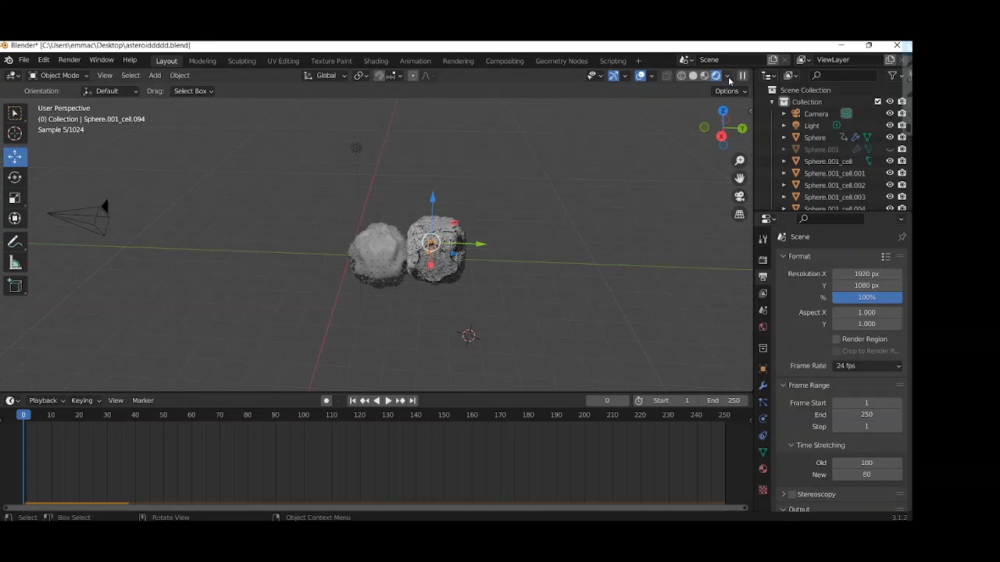 Blender* [C:\Users\emmac\Desktop\asteroiddddd.blend]
File Edit Render Window Help Layout Modeling Sculpting UV Editing Texture Paint Shading Animation Rendering Compositing Geometry Nodes Scripting + Scene ViewLayer
Object Mode View Select Add Object Global
Orientation: Default Drag: Select Box Options
User Perspective
(0) Collection | Sphere.001_cell.094
Sample 5/1024
Z
Y
X
Scene Collection
Collection
Camera
Light
Sphere
Sphere.001
Sphere.001_cell
Sphere.001_cell.001
Sphere.001_cell.002
Sphere.001_cell.003
Sphere.001_cell.004
Scene
Format
Resolution X 1920 px
Y 1080 px
% 100%
Aspect X 1.000
Y 1.000
Render Region
Crop to Render R...
Frame Rate 24 fps
Frame Range
Frame Start 1
End 250
Step 1
Time Stretching
Old 100
New 80
Stereoscopy
Output
Playback Keying View Marker 0 Start 1 End 250
0 10 20 30 40 50 60 70 80 90 100 110 120 130 140 150 160 170 180 190 200 210 220 230 240 250
Select Box Select Rotate View Object Context Menu 3.1.2